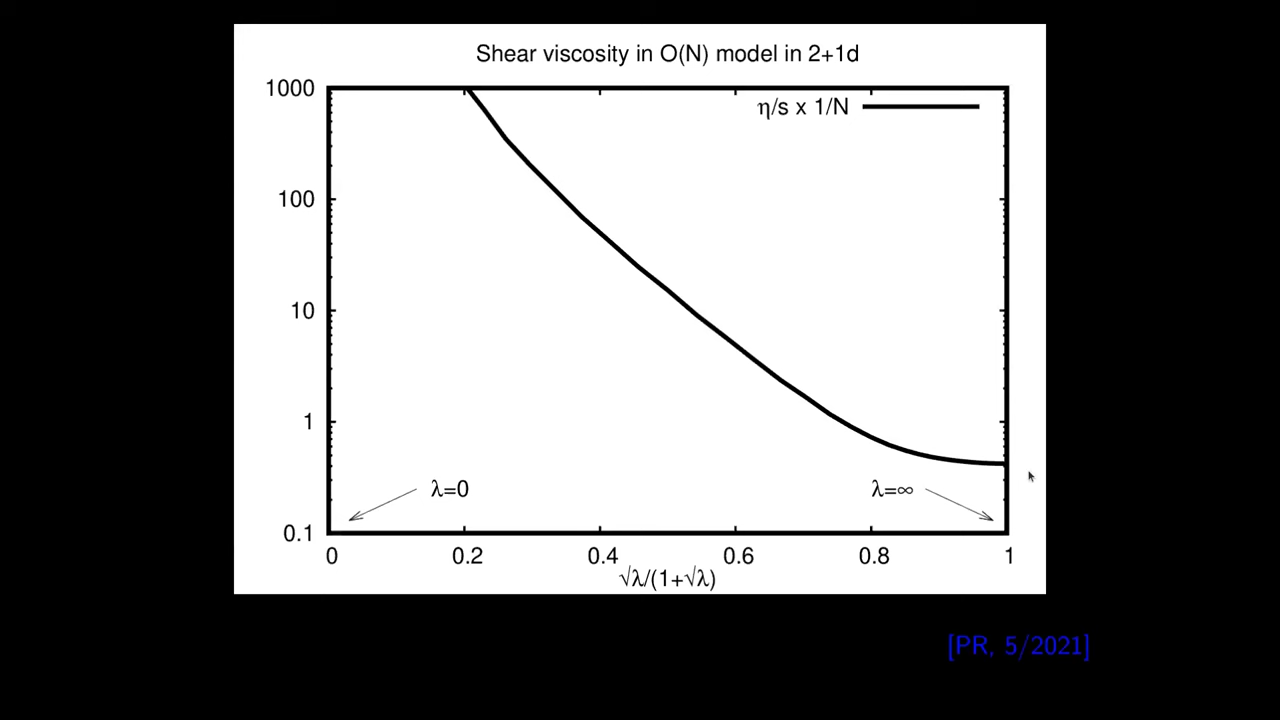 Shear viscosity in O(N) model in 2+1d
1000
η/s x 1/N
100
10
1
λ=0
λ=∞
0.1
0 0.2 0.4 0.6 0.8 1
√λ/(1+√λ)
[PR, 5/2021]